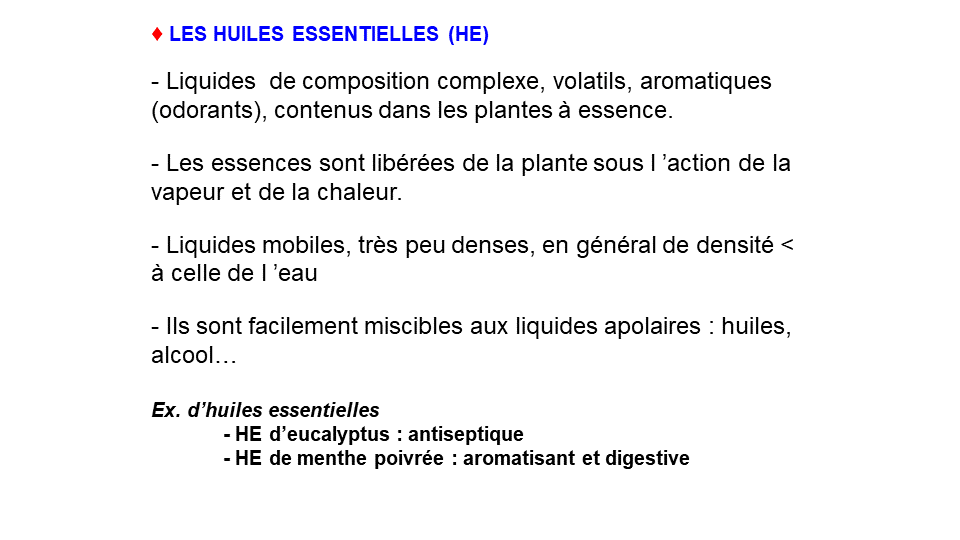 ♦ LES HUILES ESSENTIELLES (HE)
- Liquides de composition complexe, volatils, aromatiques
(odorants), contenus dans les plantes à essence.
- Les essences sont libérées de la plante sous l ’action de la
vapeur et de la chaleur.
- Liquides mobiles, très peu denses, en général de densité <
à celle de l ’eau
- Ils sont facilement miscibles aux liquides apolaires : huiles,
alcool…
Ex. d’huiles essentielles
- HE d’eucalyptus : antiseptique
- HE de menthe poivrée : aromatisant et digestive